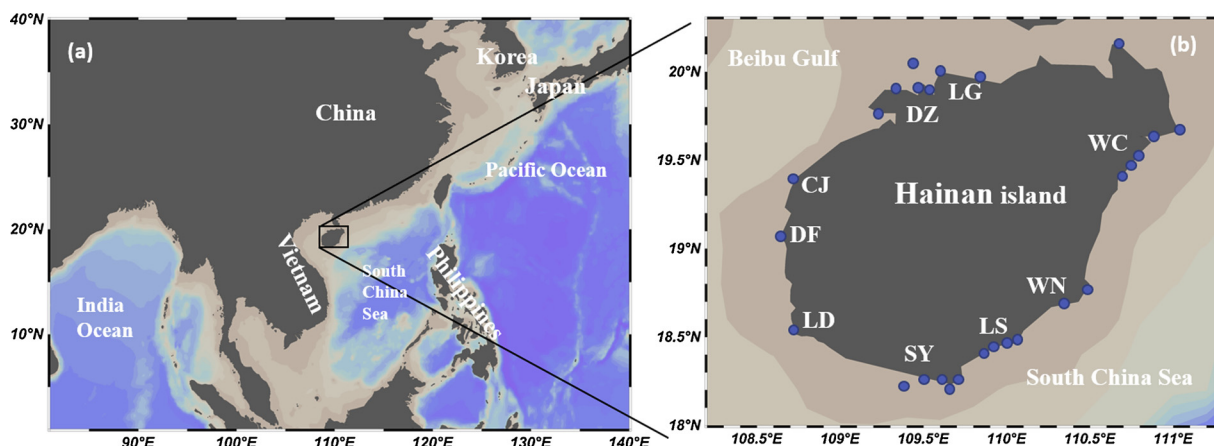 40°N
(a)
Korea
Japan
China
30°N
Pacific Ocean
20°N
Vietnam
Philippines
South
China
Sea
India
Ocean
10°N
90°E
100°E
110°E
120°E
130°E
140°E
(b)
Beibu Gulf
20°N
LG
DZ
WC
19.5°N
CJ
Hainan island
DF
19°N
WN
LD
LS
18.5°N
SY
South China Sea
18°N
108.5°E
109°E
109.5°E
110°E
110.5°E
111°E